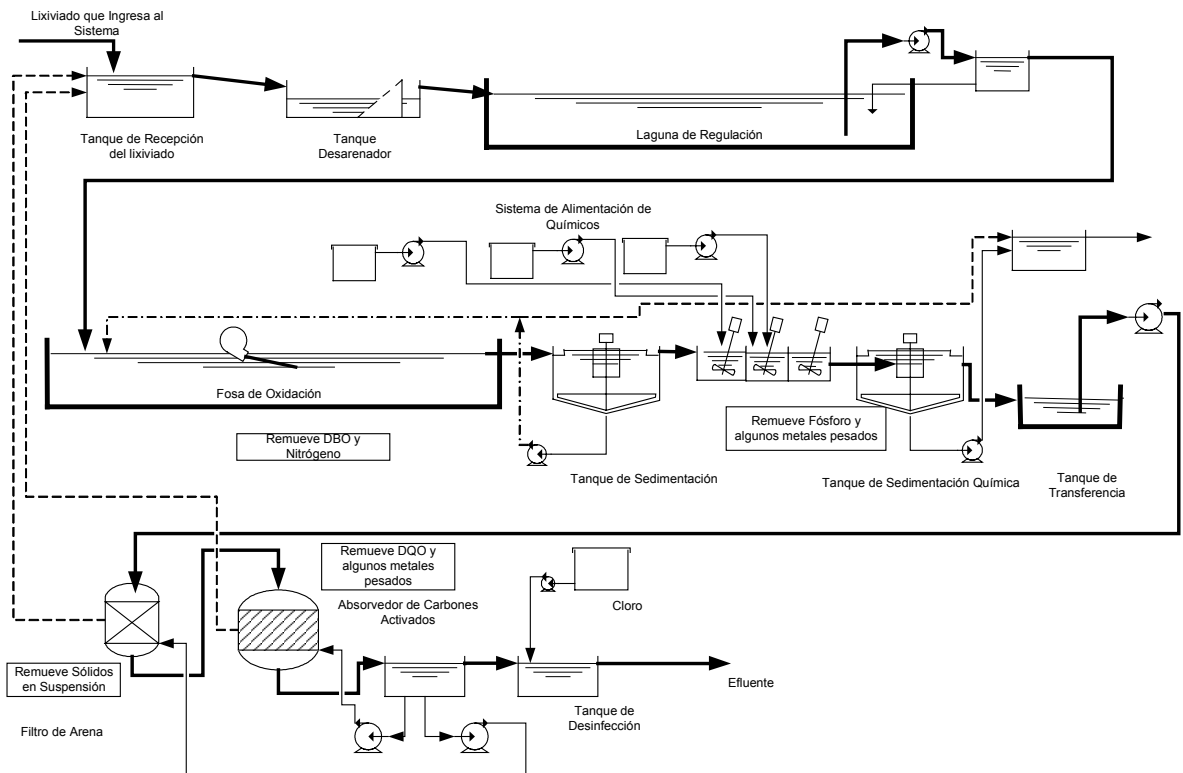 Lixiviado que Ingresa al
Sistema
Tanque de Recepción
del lixiviado
Tanque
Desarenador
Laguna de Regulación
Sistema de Alimentación de
Químicos
Fosa de Oxidación
Remueve DBO y
Nitrógeno
Tanque de Sedimentación
Remueve Fósforo y
algunos metales pesados
Tanque de Sedimentación Química
Tanque de
Transferencia
Remueve DQO y
algunos metales
pesados
Absorvedor de Carbones
Activados
Cloro
Remueve Sólidos
en Suspensión
Filtro de Arena
Tanque de
Desinfección
Efluente